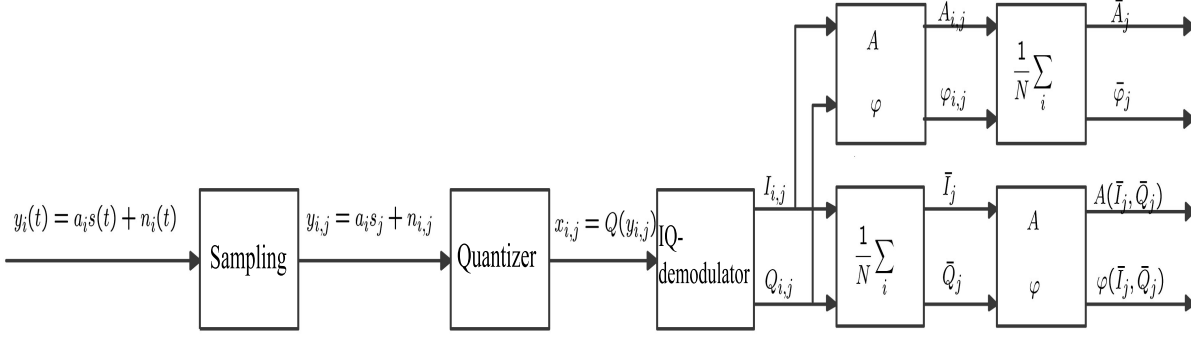 y_i(t) = a_i s(t) + n_i(t)
Sampling
y_{i,j} = a_i s_j + n_{i,j}
Quantizer
x_{i,j} = Q(y_{i,j})
IQ-
demodulator
I_{i,j}
Q_{i,j}
A
φ
A_{i,j}
φ_{i,j}
1/N ∑_i
Ā_j
φ̄_j
1/N ∑_i
Ī_j
Q̄_j
A
φ
A(Ī_j, Q̄_j)
φ(Ī_j, Q̄_j)